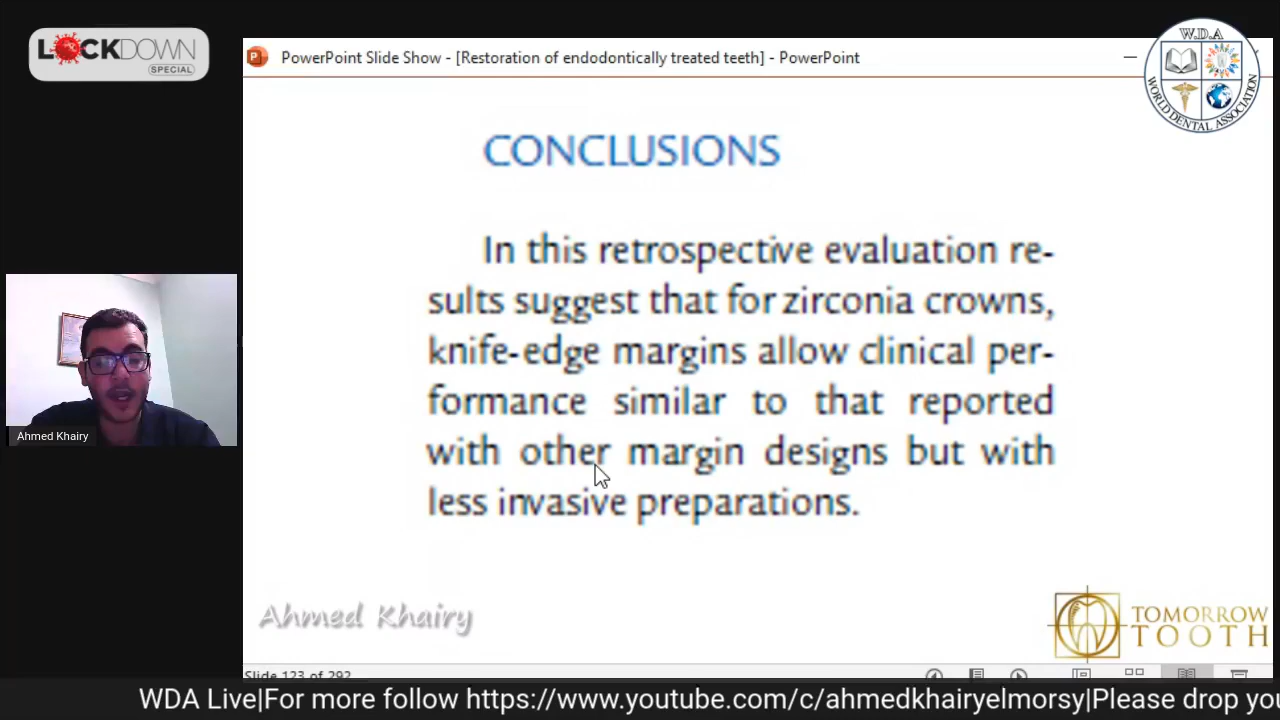 LOCKDOWN
SPECIAL
PowerPoint Slide Show - [Restoration of endodontically treated teeth] - PowerPoint
W.D.A
WORLD DENTAL ASSOCIATION
CONCLUSIONS
In this retrospective evaluation re-
sults suggest that for zirconia crowns,
knife-edge margins allow clinical per-
formance similar to that reported
with other margin designs but with
less invasive preparations.
Ahmed Khairy
Ahmed Khairy
TOMORROW
TOOTH
Slide 123 of 292
WDA Live|For more follow https://www.youtube.com/c/ahmedkhairyelmorsy|Please drop you